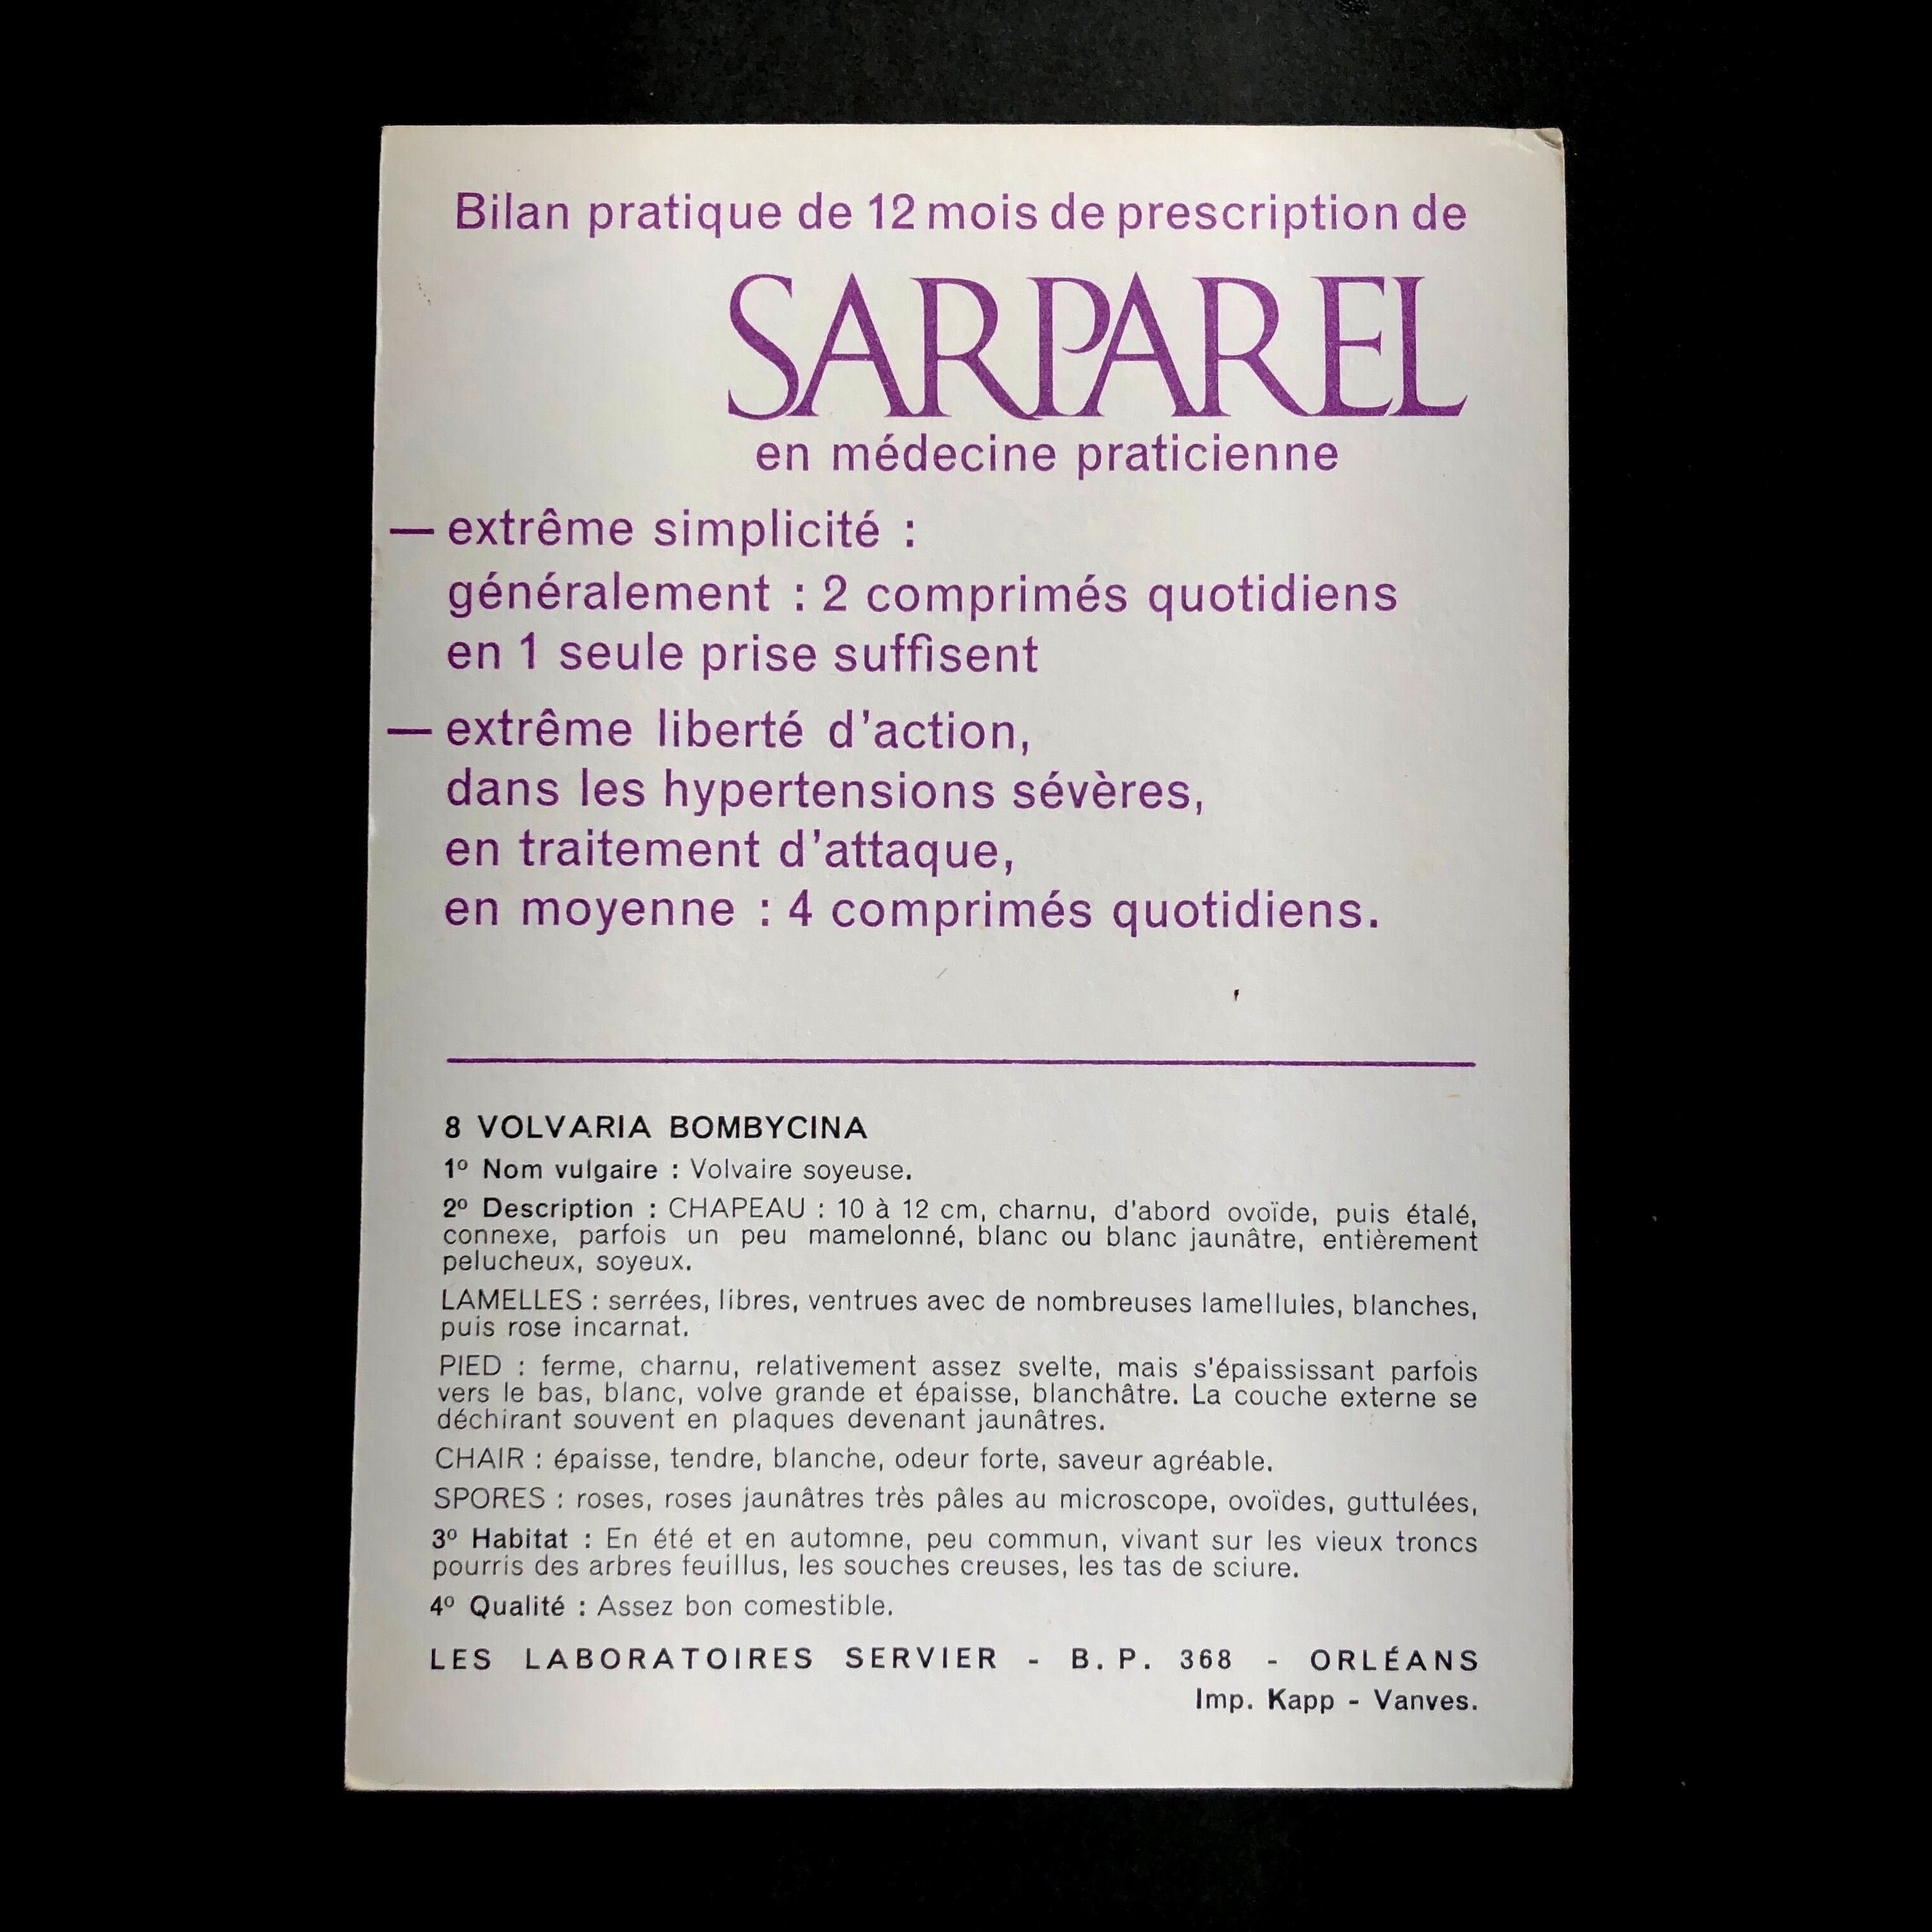 Bilan pratique de 12 mois de prescription de
SARPAREL
en médecine praticienne
— extrême simplicité :
généralement : 2 comprimés quotidiens
en 1 seule prise suffisent
— extrême liberté d'action,
dans les hypertensions sévères,
en traitement d'attaque,
en moyenne : 4 comprimés quotidiens.
8 VOLVARIA BOMBYCINA
1º Nom vulgaire : Volvaire soyeuse.
2º Description : CHAPEAU : 10 à 12 cm, charnu, d'abord ovoïde, puis étalé,
connexe, parfois un peu mamelonné, blanc ou blanc jaunâtre, entièrement
pelucheux, soyeux.
LAMELLES : serrées, libres, ventrues avec de nombreuses lamellules, blanches,
puis rose incarnat.
PIED : ferme, charnu, relativement assez svelte, mais s'épaississant parfois
vers le bas, blanc, volve grande et épaisse, blanchâtre. La couche externe se
déchirant souvent en plaques devenant jaunâtres.
CHAIR : épaisse, tendre, blanche, odeur forte, saveur agréable.
SPORES : roses, roses jaunâtres très pâles au microscope, ovoïdes, guttulées,
3º Habitat : En été et en automne, peu commun, vivant sur les vieux troncs
pourris des arbres feuillus, les souches creuses, les tas de sciure.
4º Qualité : Assez bon comestible.
LES LABORATOIRES SERVIER - B.P. 368 - ORLÉANS
Imp. Kapp - Vanves.